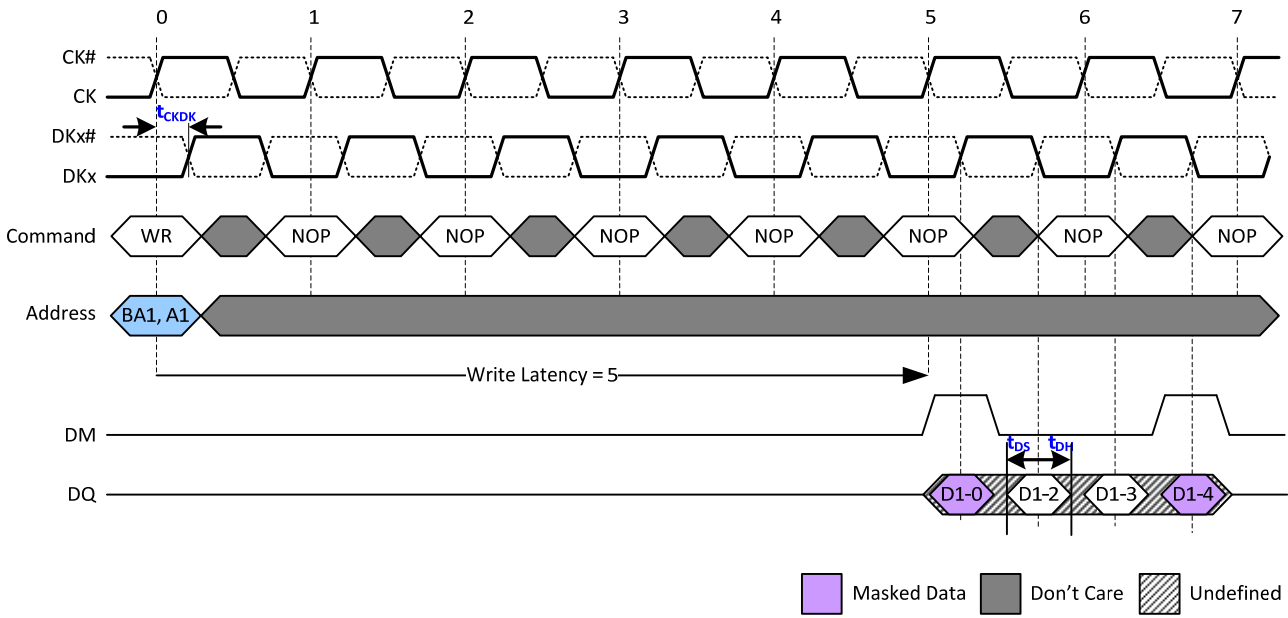 0 1 2 3 4 5 6 7
CK#
CK
tCKDK
DKx#
DKx
Command WR NOP NOP NOP NOP NOP NOP NOP
Address BA1, A1
Write Latency = 5
DM
tDS tDH
DQ D1-0 D1-2 D1-3 D1-4
Masked Data Don't Care Undefined